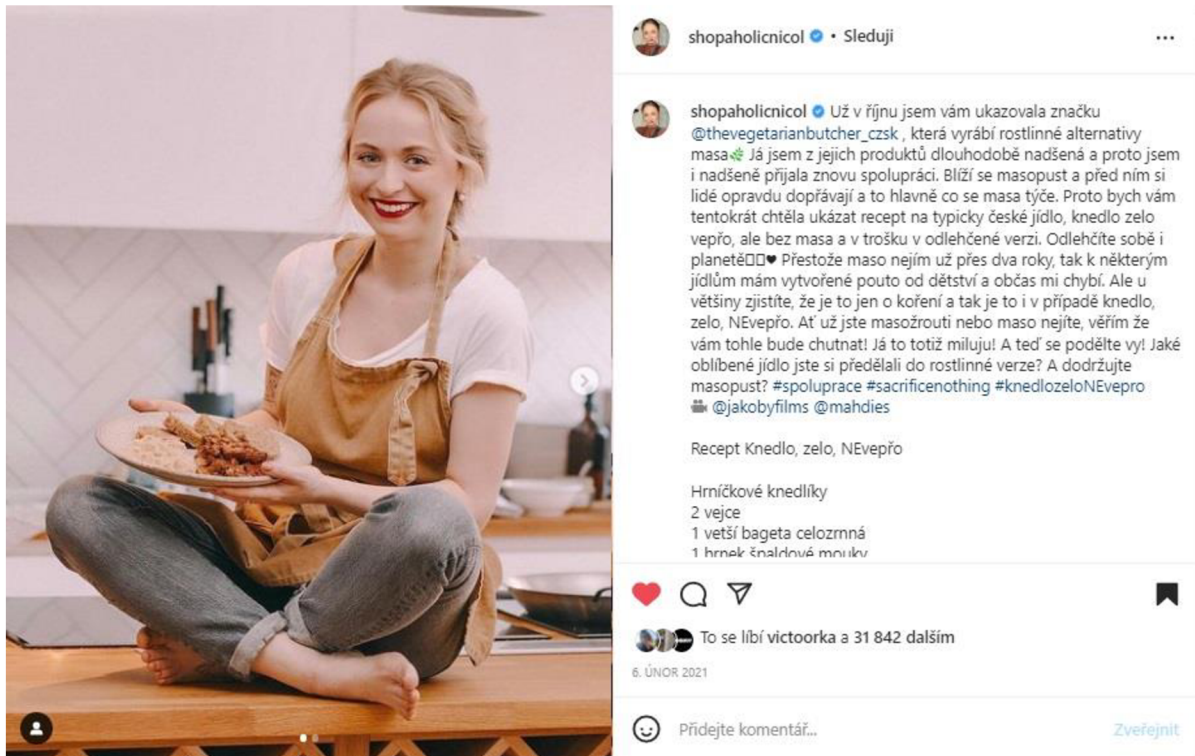 shopaholicnicol • Sleduji
shopaholicnicol Už v říjnu jsem vám ukazovala značku
@thevegetarianbutcher_czsk , která vyrábí rostlinné alternativy
masa🌿 Já jsem z jejich produktů dlouhodobě nadšená a proto jsem
i nadšeně přijala znovu spolupráci. Blíží se masopust a před ním si
lidé opravdu dopřávají a to hlavně co se masa týče. Proto bych vám
tentokrát chtěla ukázat recept na typicky české jídlo, knedlo zelo
vepřo, ale bez masa a v trošku v odlehčené verzi. Odlehčíte sobě i
planetě▯▯♥ Přestože maso nejím už přes dva roky, tak k některým
jídlům mám vytvořené pouto od dětství a občas mi chybí. Ale u
většiny zjistíte, že je to jen o koření a tak je to i v případě knedlo,
zelo, NEvepřo. Ať už jste masožrouti nebo maso nejíte, věřím že
vám tohle bude chutnat! Já to totiž miluju! A teď se podělte vy! Jaké
oblíbené jídlo jste si předělali do rostlinné verze? A dodržujte
masopust? #spoluprace #sacrificenothing #knedlozeloNEvepro
🎥 @jakobyfilms @mahdies
Recept Knedlo, zelo, NEvepřo
Hrníčkové knedlíky
2 vejce
1 vetší bageta celozrnná
1 hrnek špaldové mouky
To se líbí victoorka a 31 842 dalším
6. ÚNOR 2021
Přidejte komentář...
Zveřejnit